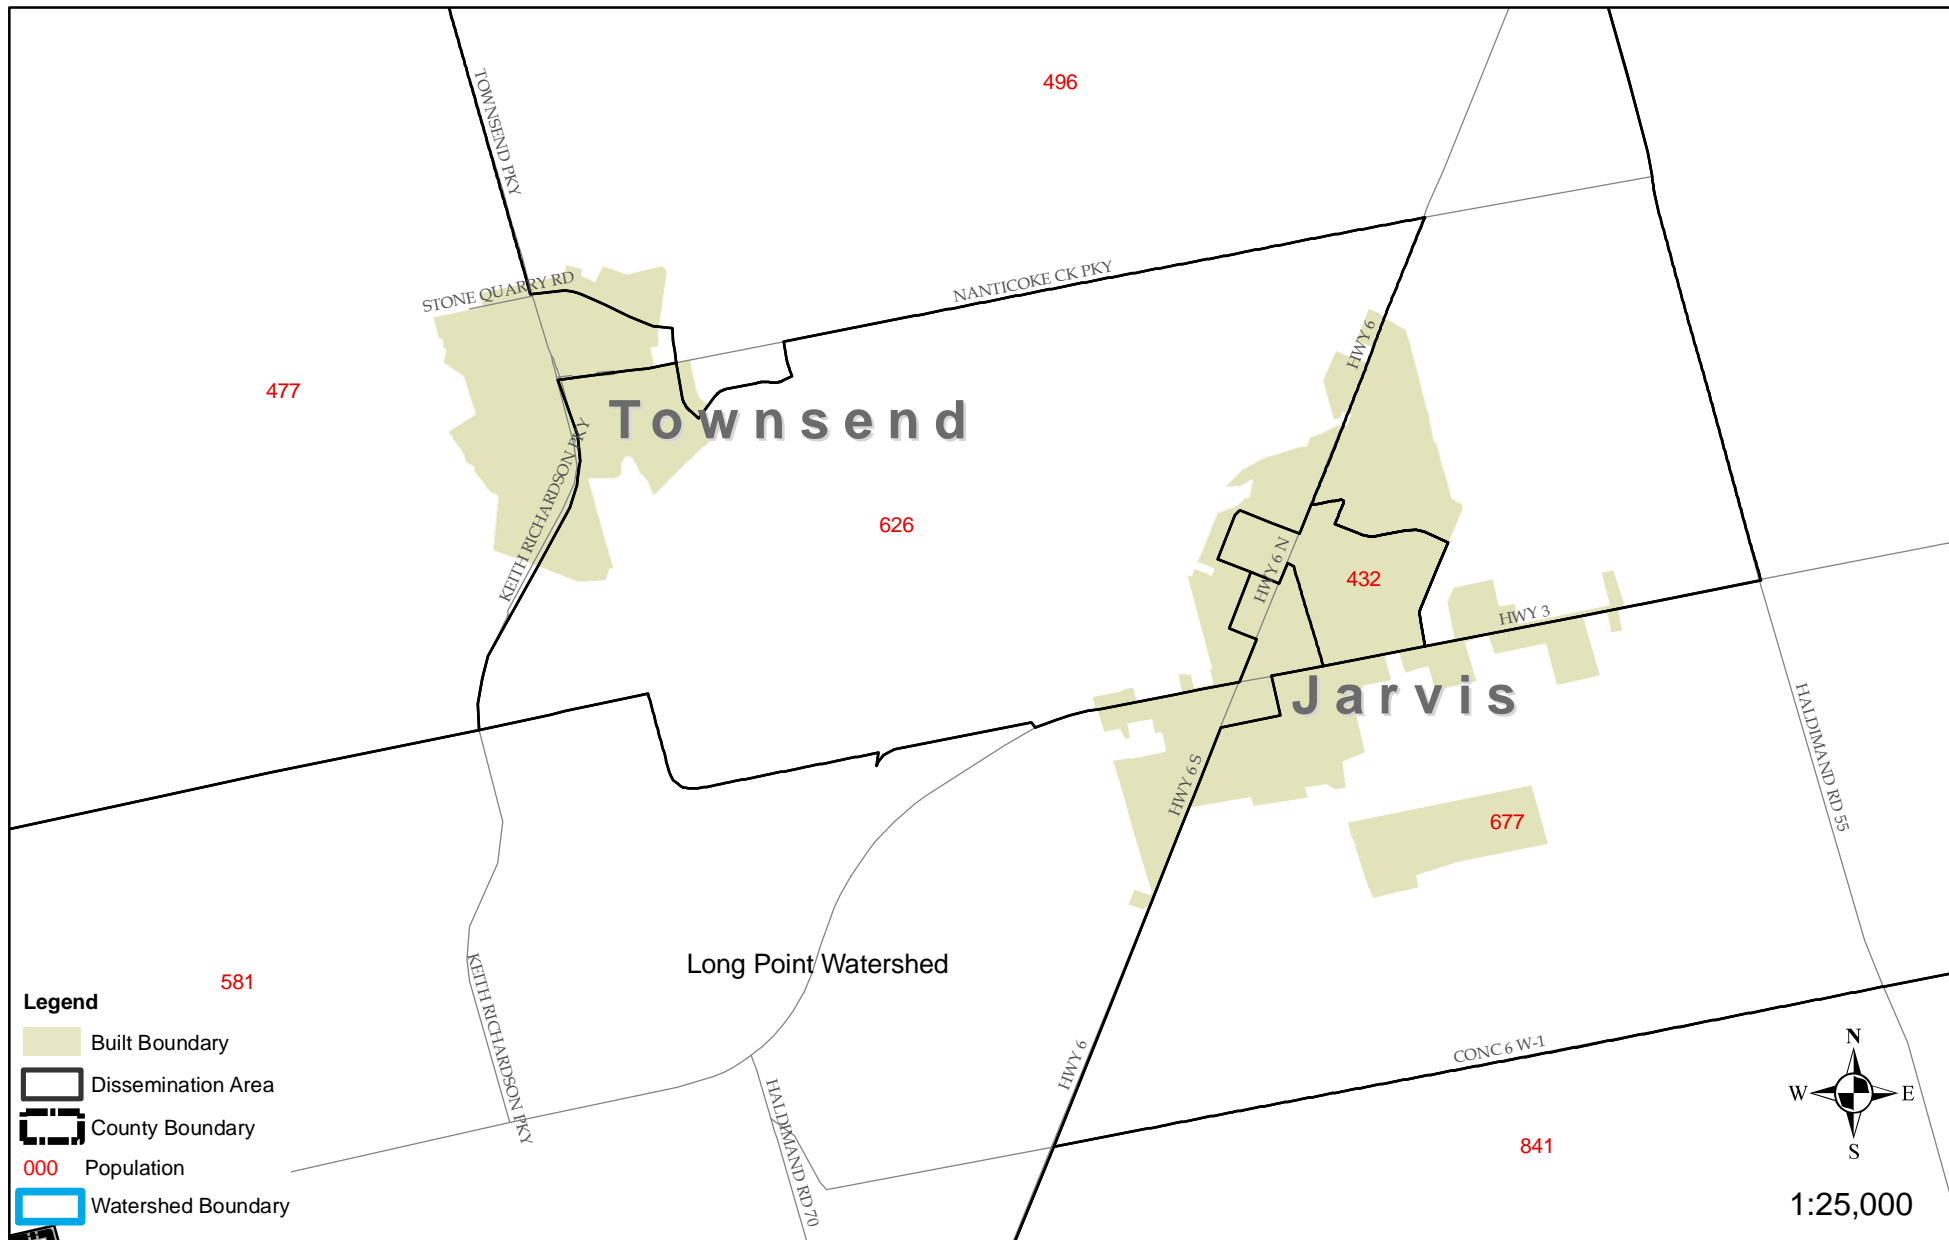 496
TOWNSEND PKY
STONE QUARRY RD
NANTICOKE CK PKY
HWY 6
477
Townsend
KEITH RICHARDSON PKY
626
HWY 6 N
432
HWY 3
Jarvis
HALDIMAND RD 55
HWY 6 S
677
Long Point Watershed
581
KEITH RICHARDSON PKY
HWY 6
CONC 6 W-1
HALDIMAND RD 70
841
Legend
Built Boundary
Dissemination Area
County Boundary
000 Population
Watershed Boundary
N
W E
S
1:25,000